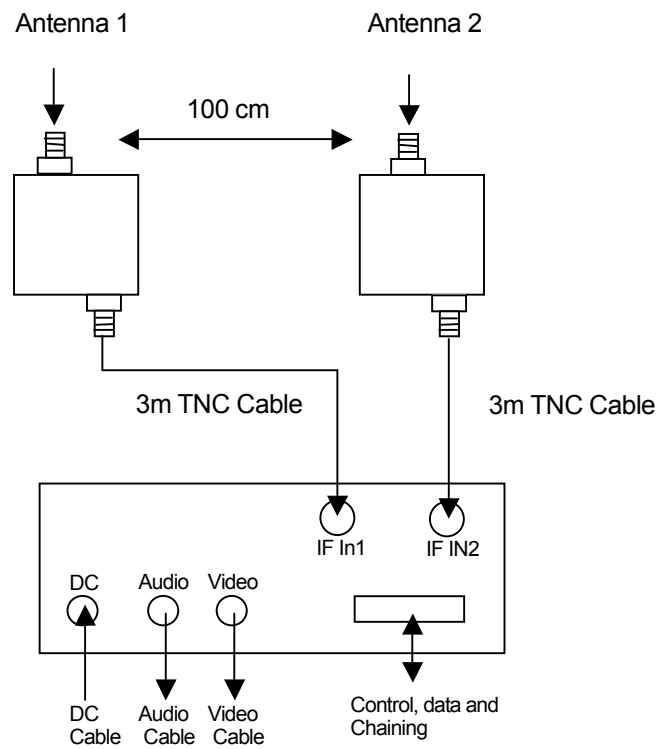 Antenna 1
Antenna 2
100 cm
3m TNC Cable
3m TNC Cable
IF In1
IF IN2
DC
Audio
Video
DC
Cable
Audio
Cable
Video
Cable
Control, data and
Chaining